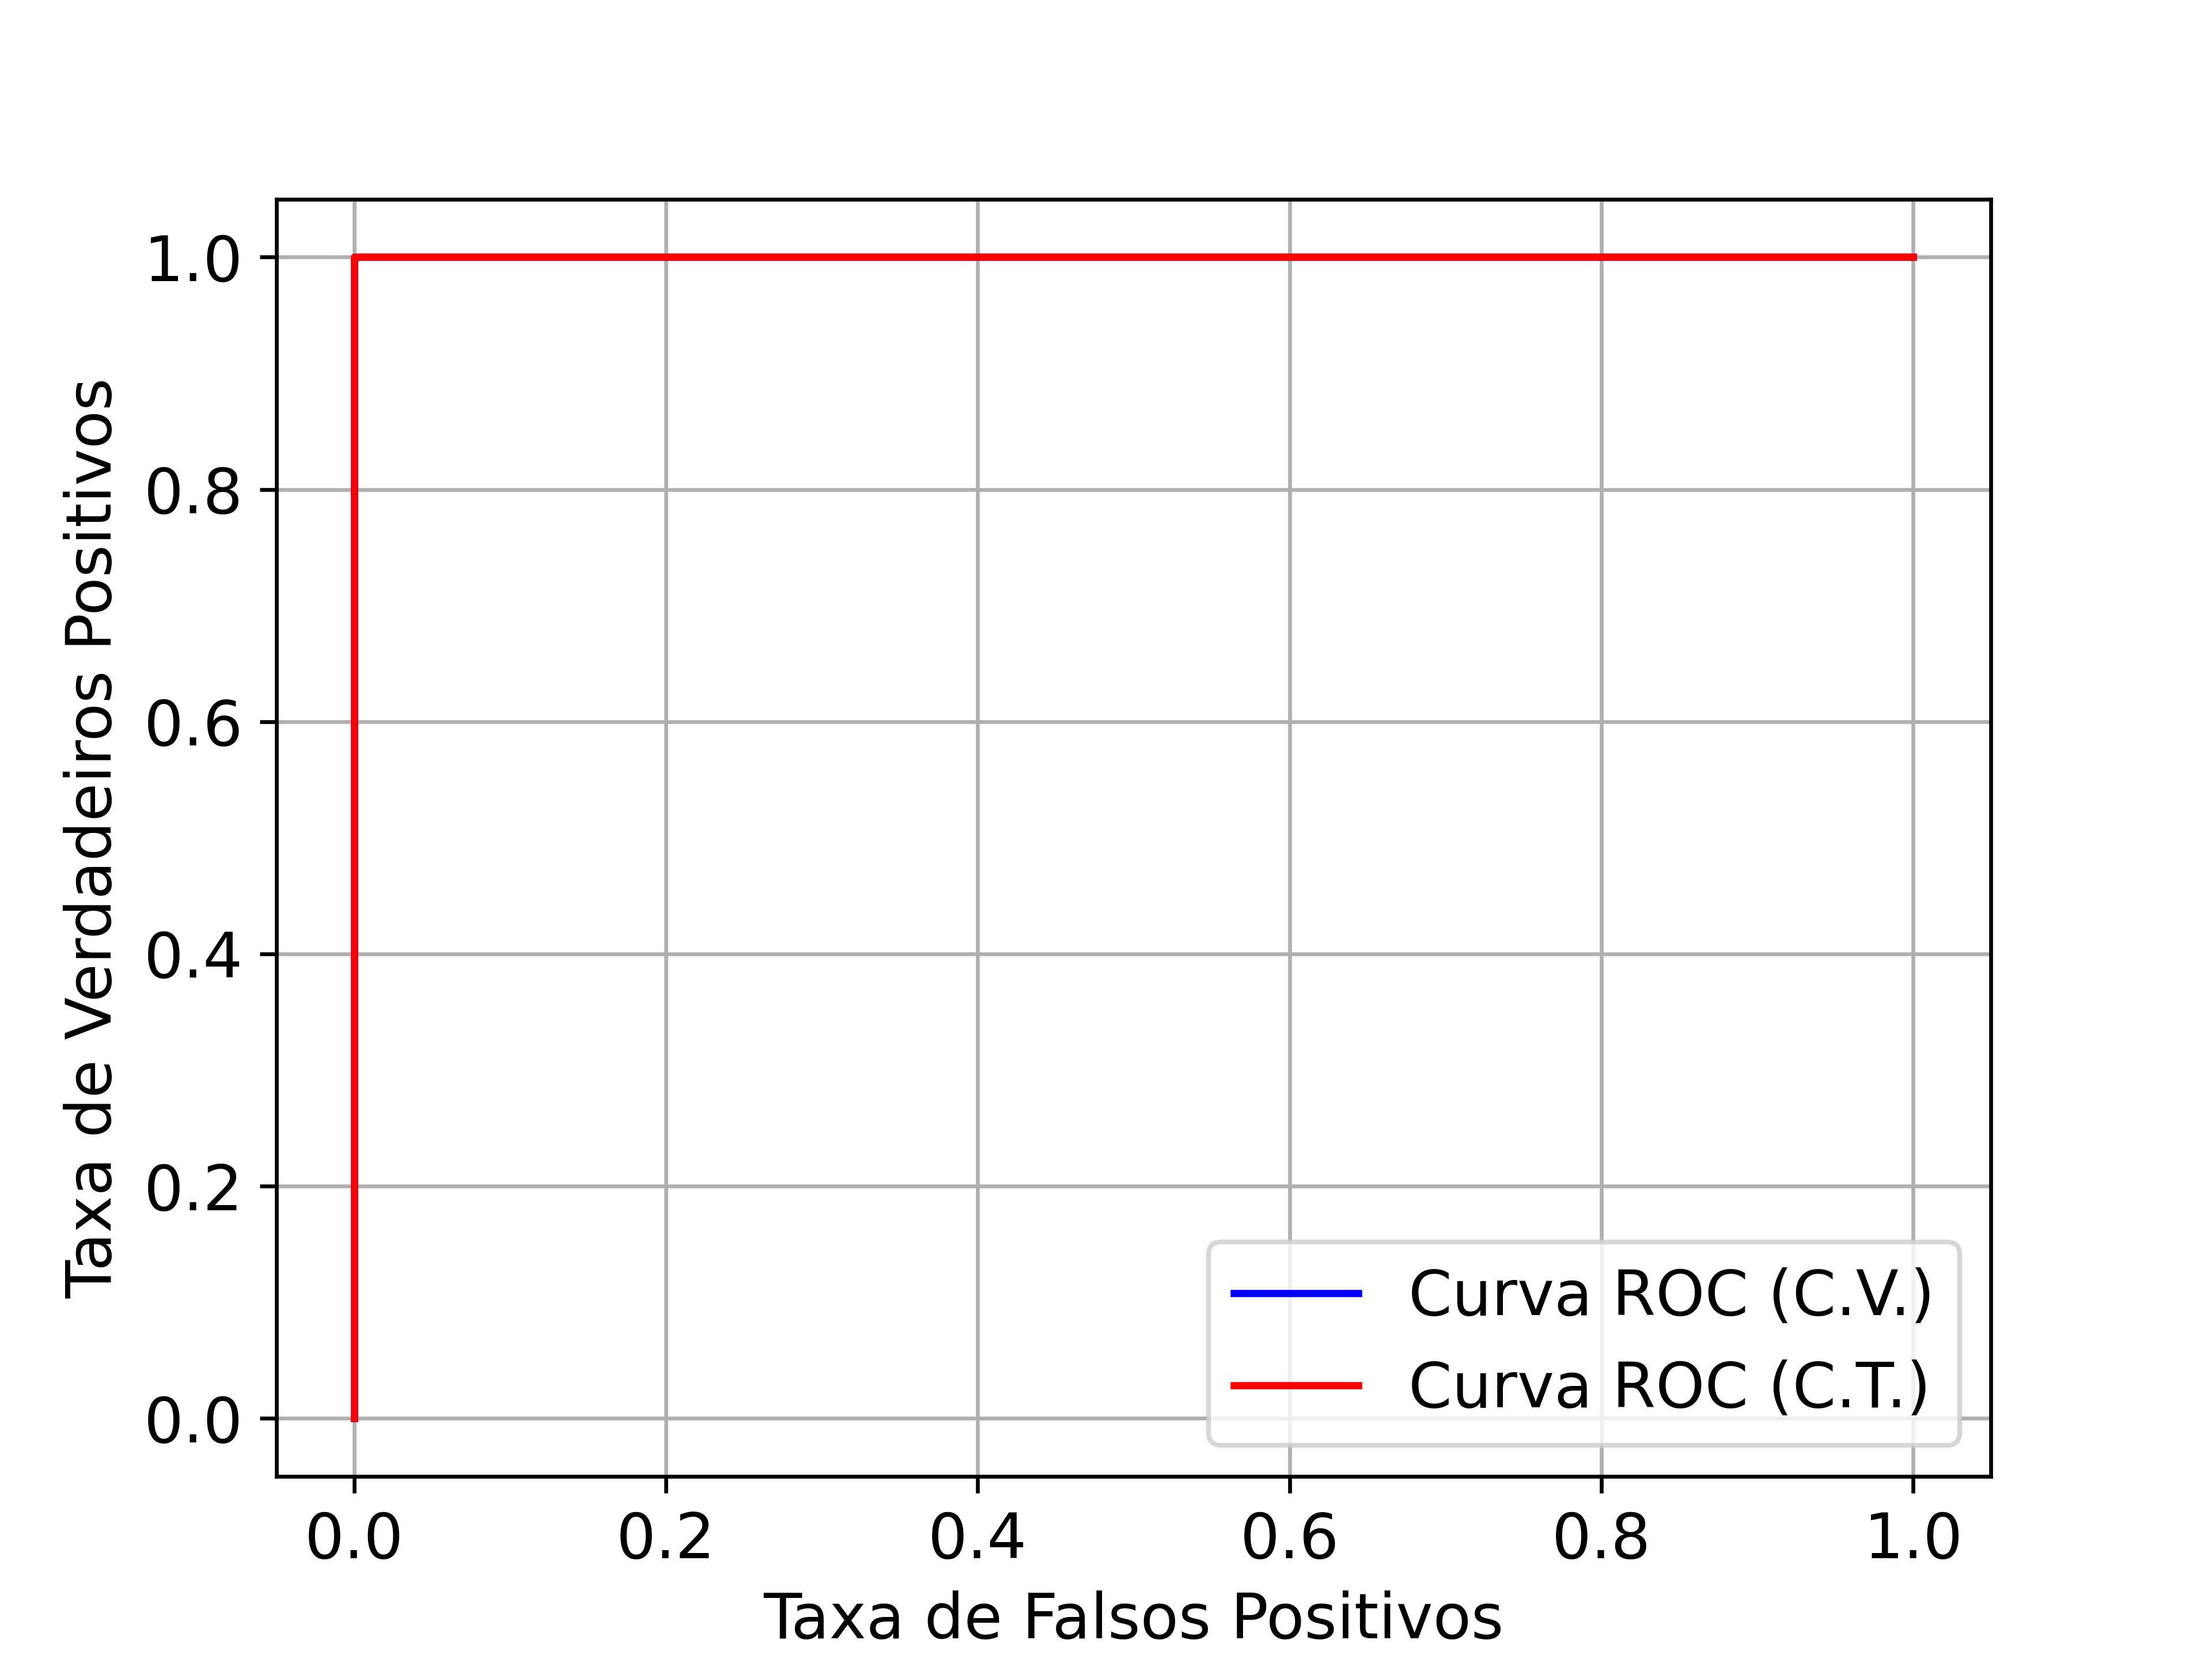 1.0
0.8
0.6
0.4
0.2
0.0
Taxa de Verdadeiros Positivos
Curva ROC (C.V.)
Curva ROC (C.T.)
0.0 0.2 0.4 0.6 0.8 1.0
Taxa de Falsos Positivos